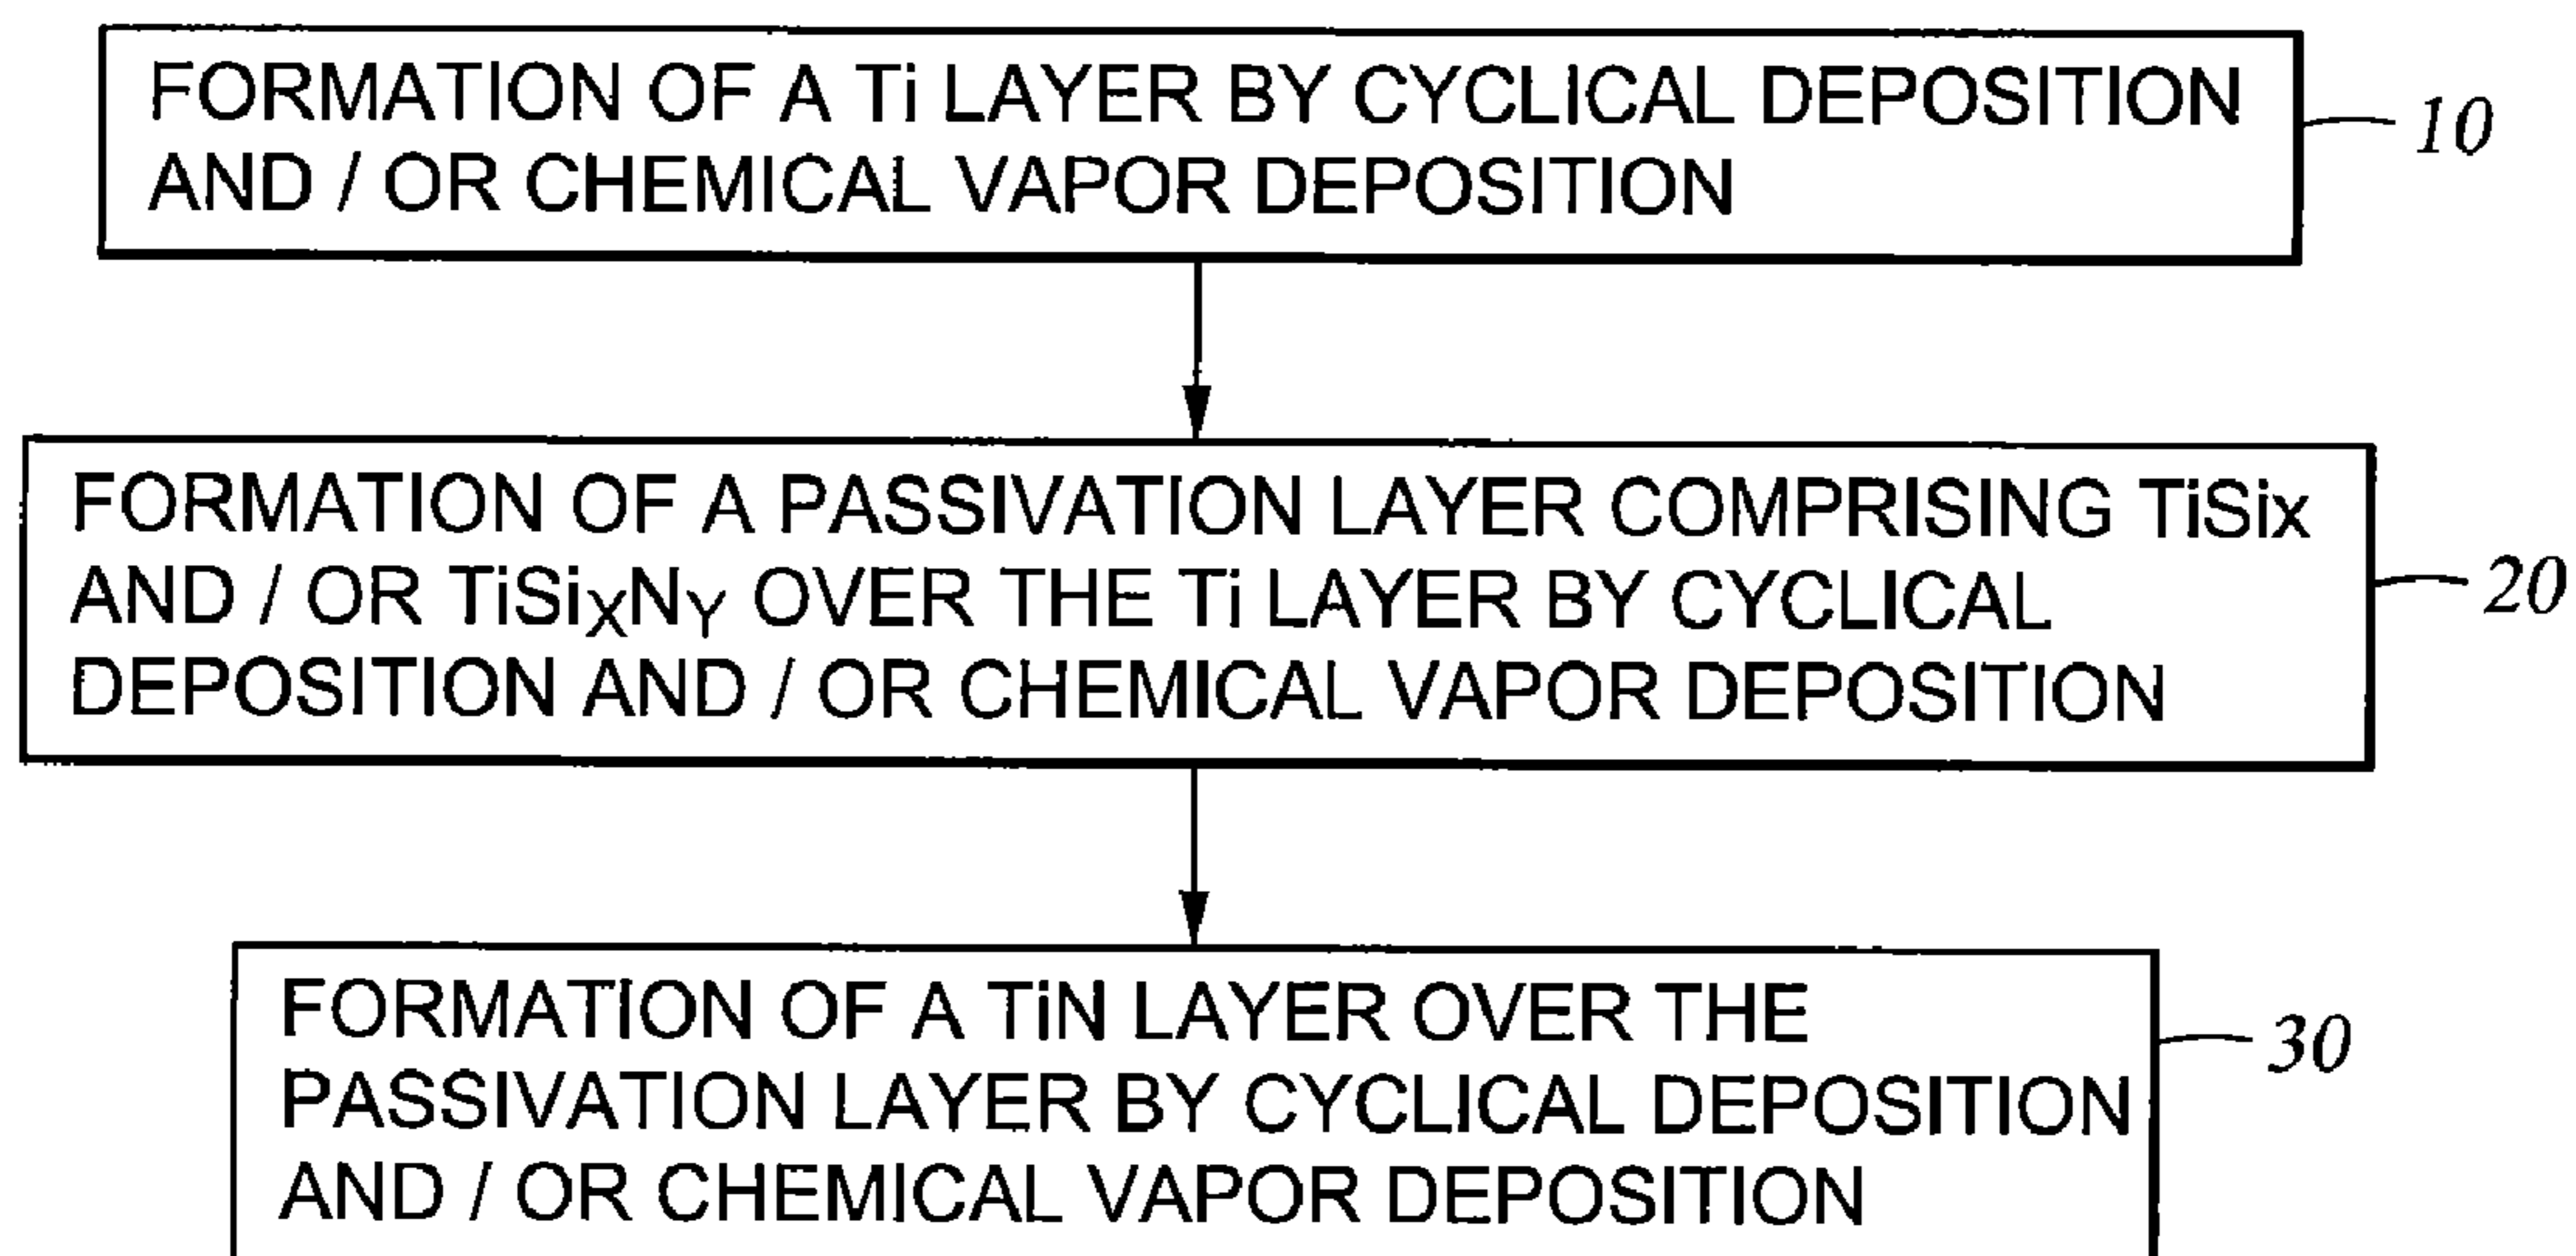 FORMATION OF A Ti LAYER BY CYCLICAL DEPOSITION
AND / OR CHEMICAL VAPOR DEPOSITION
10
FORMATION OF A PASSIVATION LAYER COMPRISING TiSix
AND / OR TiSiXNY OVER THE Ti LAYER BY CYCLICAL
DEPOSITION AND / OR CHEMICAL VAPOR DEPOSITION
20
FORMATION OF A TiN LAYER OVER THE
PASSIVATION LAYER BY CYCLICAL DEPOSITION
AND / OR CHEMICAL VAPOR DEPOSITION
30